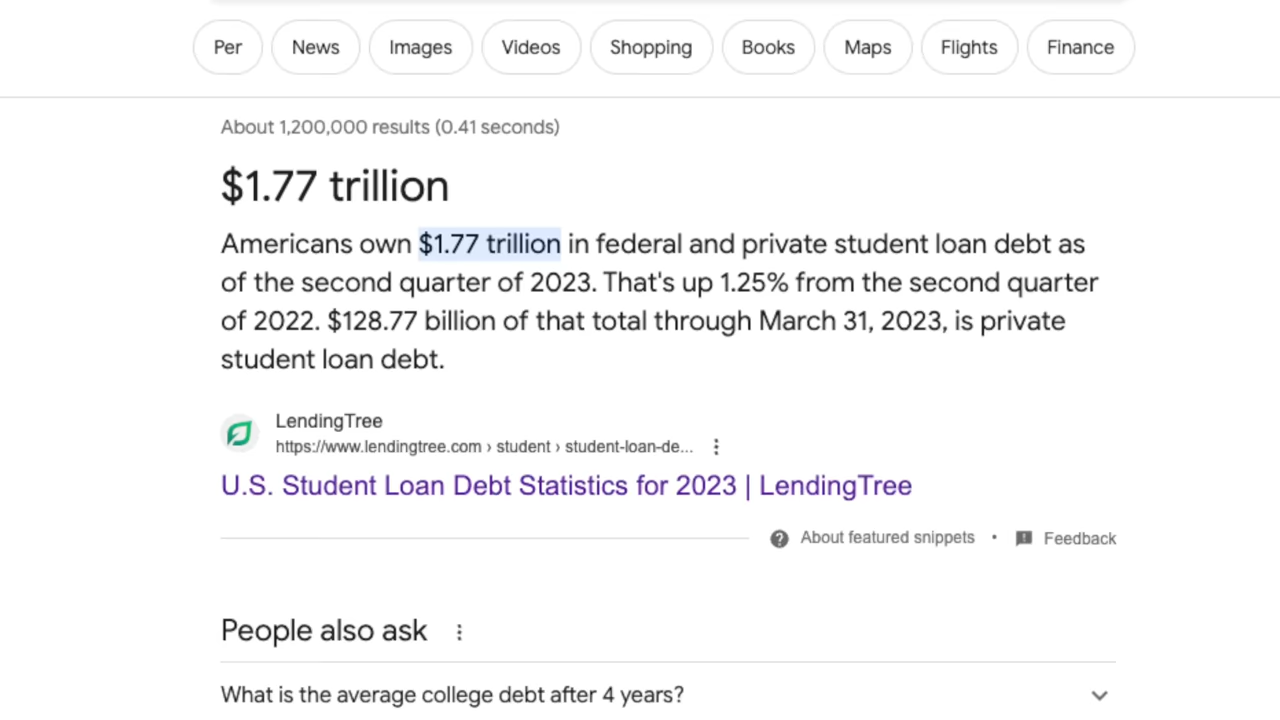 Per News Images Videos Shopping Books Maps Flights Finance
About 1,200,000 results (0.41 seconds)
$1.77 trillion
Americans own $1.77 trillion in federal and private student loan debt as
of the second quarter of 2023. That's up 1.25% from the second quarter
of 2022. $128.77 billion of that total through March 31, 2023, is private
student loan debt.
LendingTree
https://www.lendingtree.com › student › student-loan-de...
U.S. Student Loan Debt Statistics for 2023 | LendingTree
About featured snippets • Feedback
People also ask
What is the average college debt after 4 years?